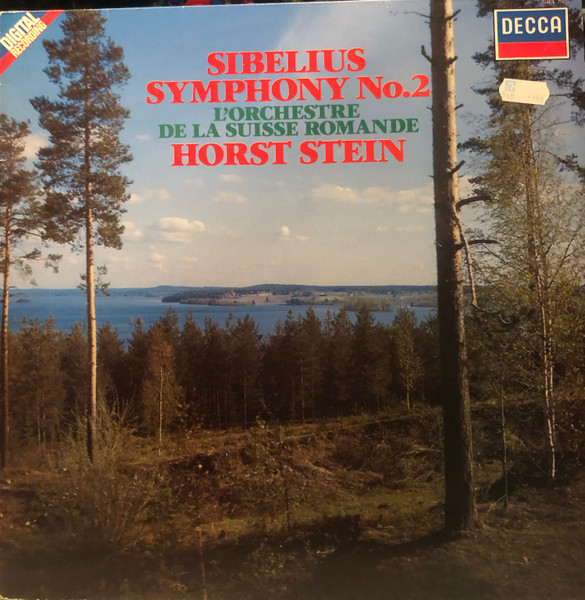 DIGITAL
RECORDING
DECCA
SIBELIUS
SYMPHONY No.2
L'ORCHESTRE
DE LA SUISSE ROMANDE
HORST STEIN